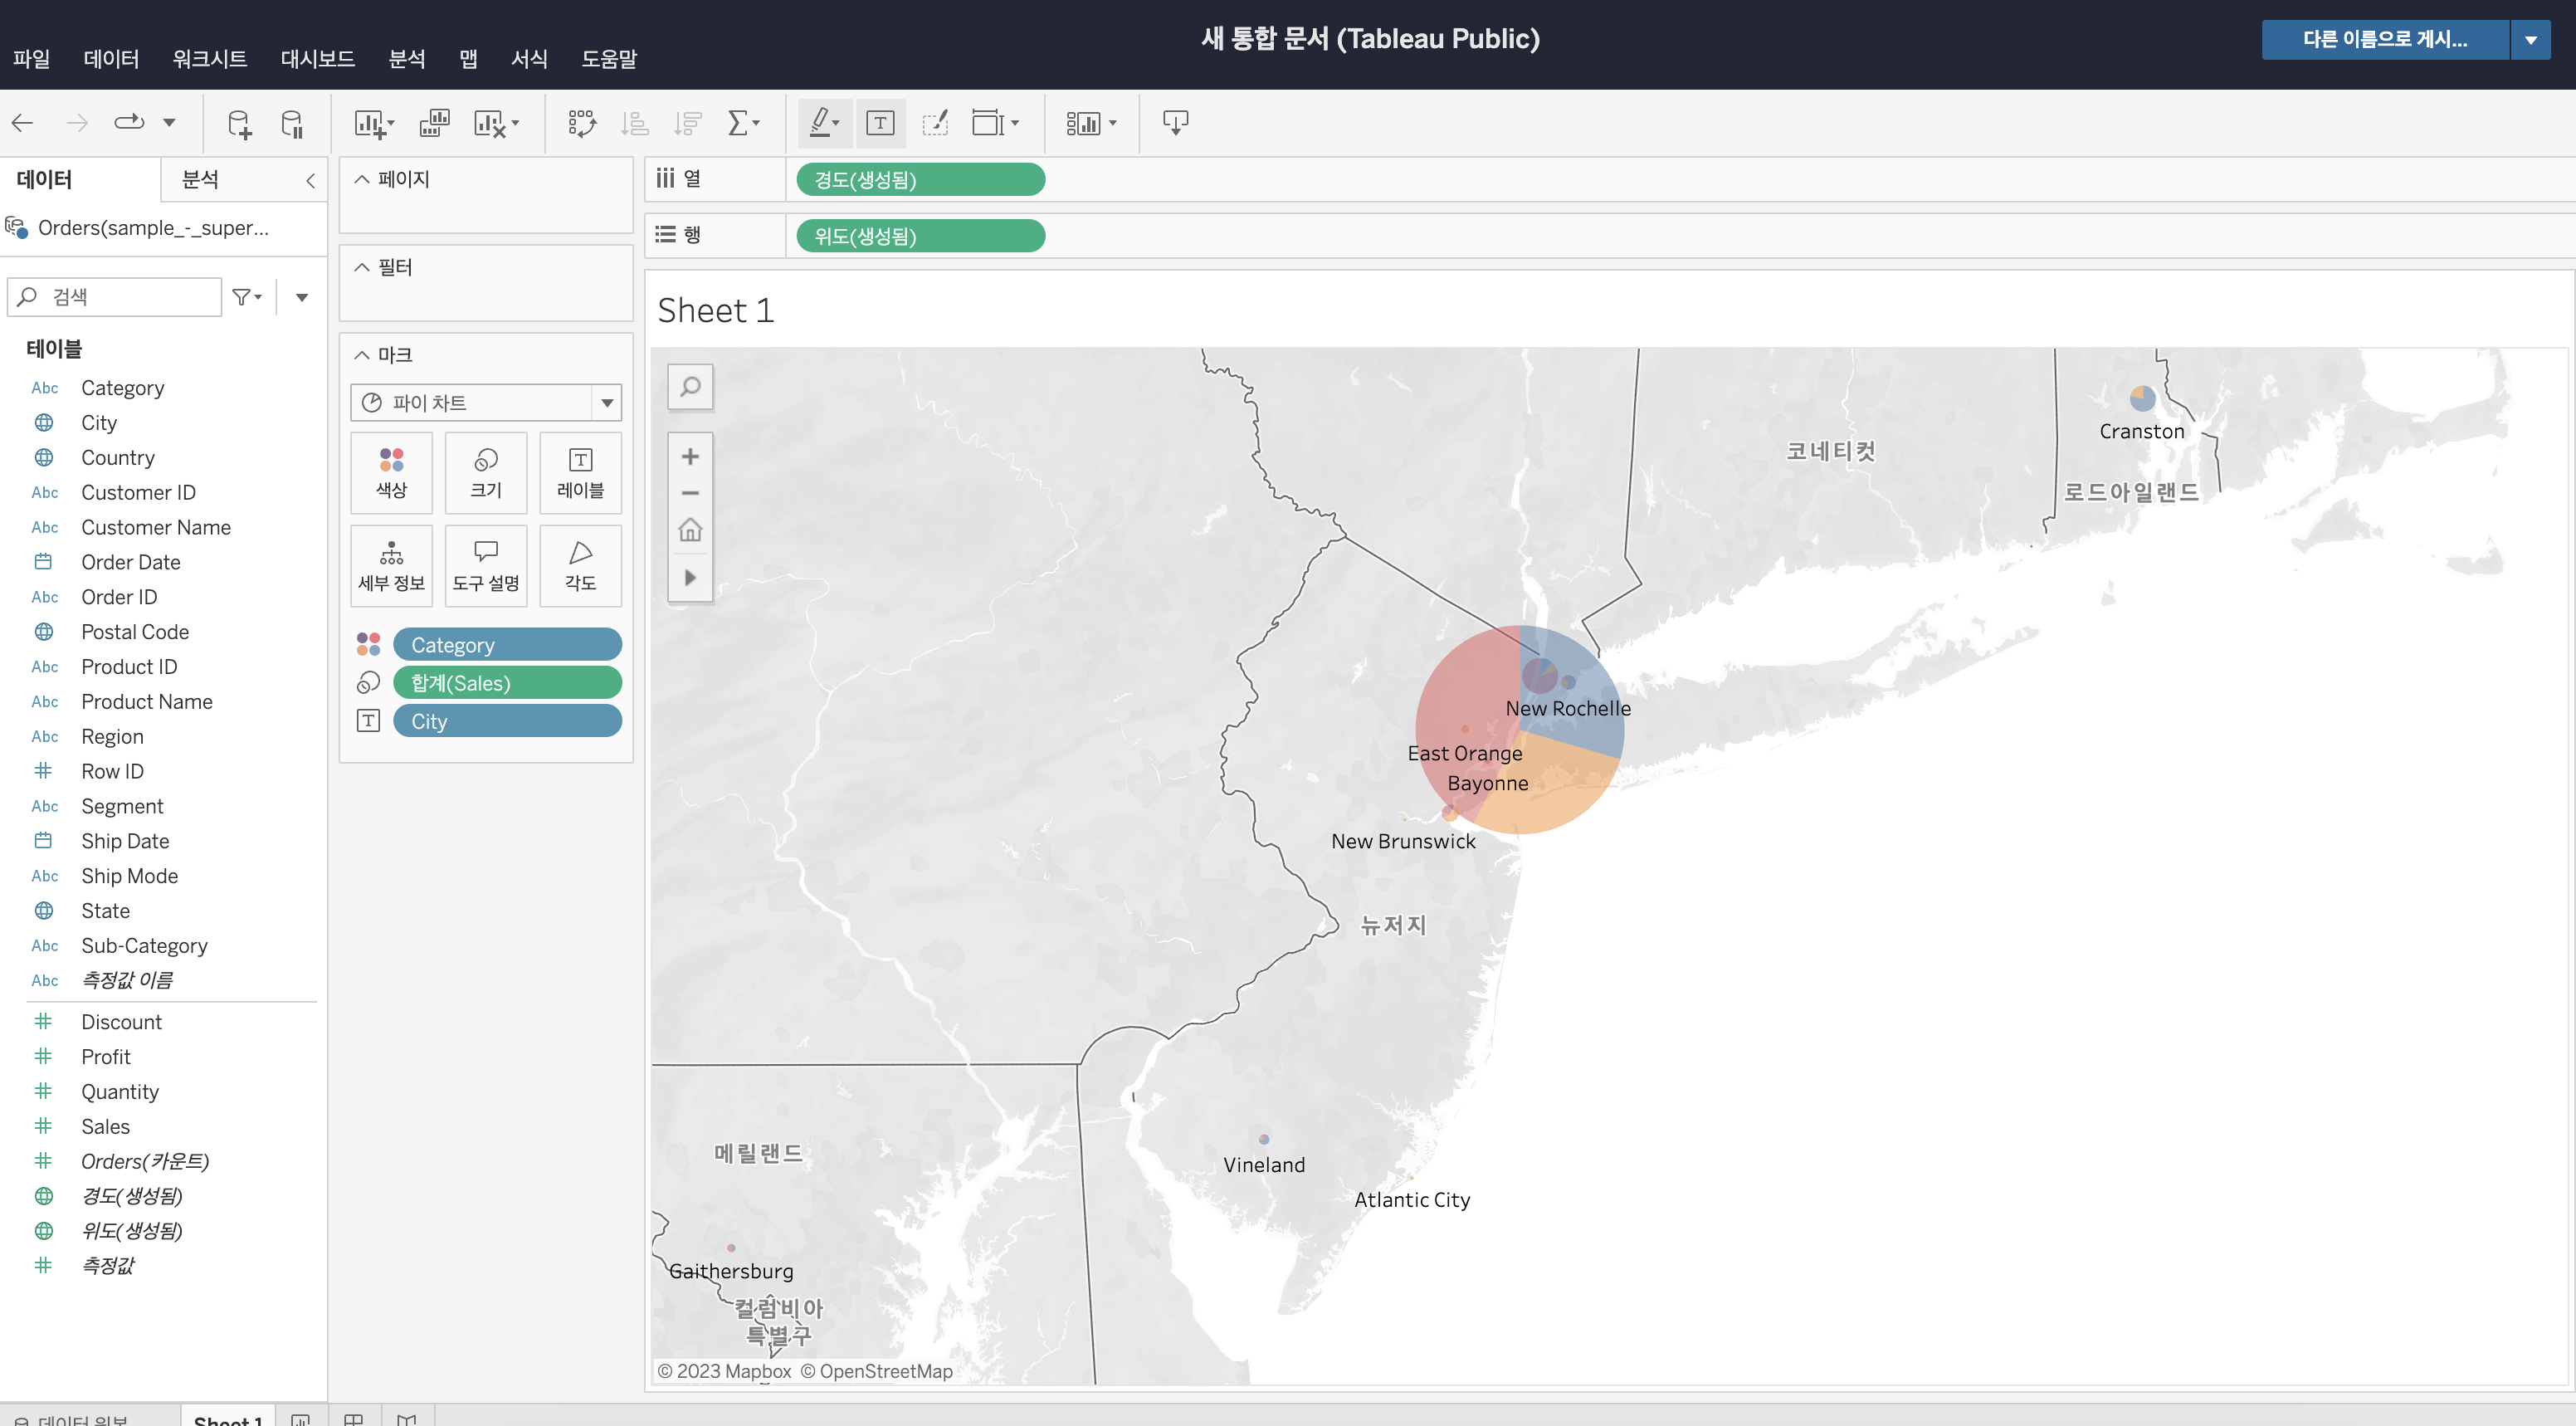 새 통합 문서 (Tableau Public)
다른 이름으로 게시...
파일 데이터 워크시트 대시보드 분석 맵 서식 도움말
데이터 분석
Orders(sample_-_super...
검색
테이블
Abc Category
City
Country
Abc Customer ID
Abc Customer Name
Order Date
Abc Order ID
Postal Code
Abc Product ID
Abc Product Name
Abc Region
Row ID
Abc Segment
Ship Date
Abc Ship Mode
State
Abc Sub-Category
Abc 측정값 이름
Discount
Profit
Quantity
Sales
Orders(카운트)
경도(생성됨)
위도(생성됨)
측정값
페이지
필터
마크
파이 차트
색상 크기 레이블
세부 정보 도구 설명 각도
Category
합계(Sales)
City
열 경도(생성됨)
행 위도(생성됨)
Sheet 1
Cranston
코네티컷
로드아일랜드
New Rochelle
East Orange
Bayonne
New Brunswick
뉴저지
메릴랜드
Vineland
Atlantic City
Gaithersburg
컬럼비아
특별구
© 2023 Mapbox © OpenStreetMap
데이터 원본 Sheet 1